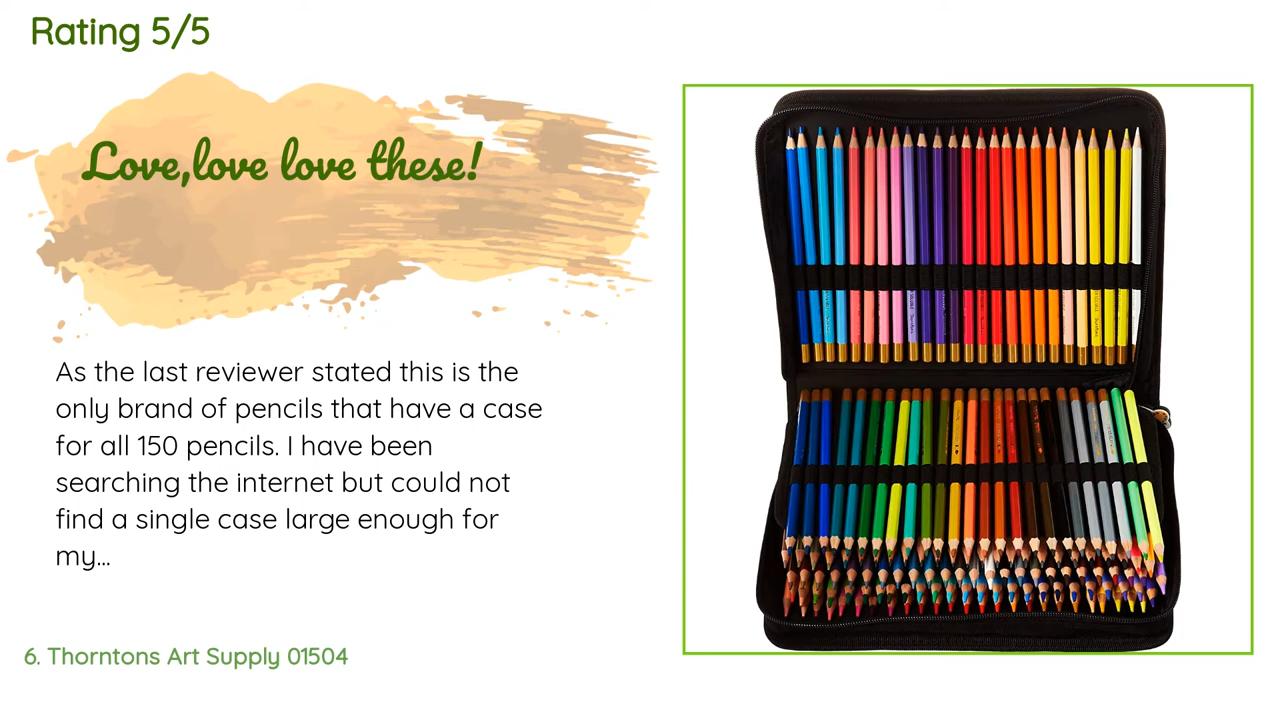 Rating 5/5
Love,love love these!
As the last reviewer stated this is the
only brand of pencils that have a case
for all 150 pencils. I have been
searching the internet but could not
find a single case large enough for
my...
6. Thorntons Art Supply 01504